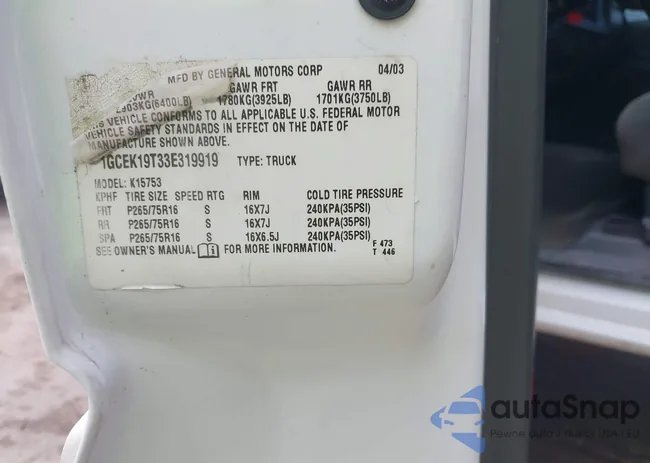 MFD BY GENERAL MOTORS CORP 04/03
GVWR GAWR FRT GAWR RR
2903KG(6400LB) 1780KG(3925LB) 1701KG(3750LB)
THIS VEHICLE CONFORMS TO ALL APPLICABLE U.S. FEDERAL MOTOR
VEHICLE SAFETY STANDARDS IN EFFECT ON THE DATE OF
MANUFACTURE SHOWN ABOVE.
1GCEK19T33E319919 TYPE: TRUCK
MODEL: K15753
KPHF TIRE SIZE SPEED RTG RIM COLD TIRE PRESSURE
FRT P265/75R16 S 16X7J 240KPA(35PSI)
RR P265/75R16 S 16X7J 240KPA(35PSI)
SPA P265/75R16 S 16X6.5J 240KPA(35PSI)
SEE OWNER'S MANUAL FOR MORE INFORMATION. F 473
T 446
autoSnap